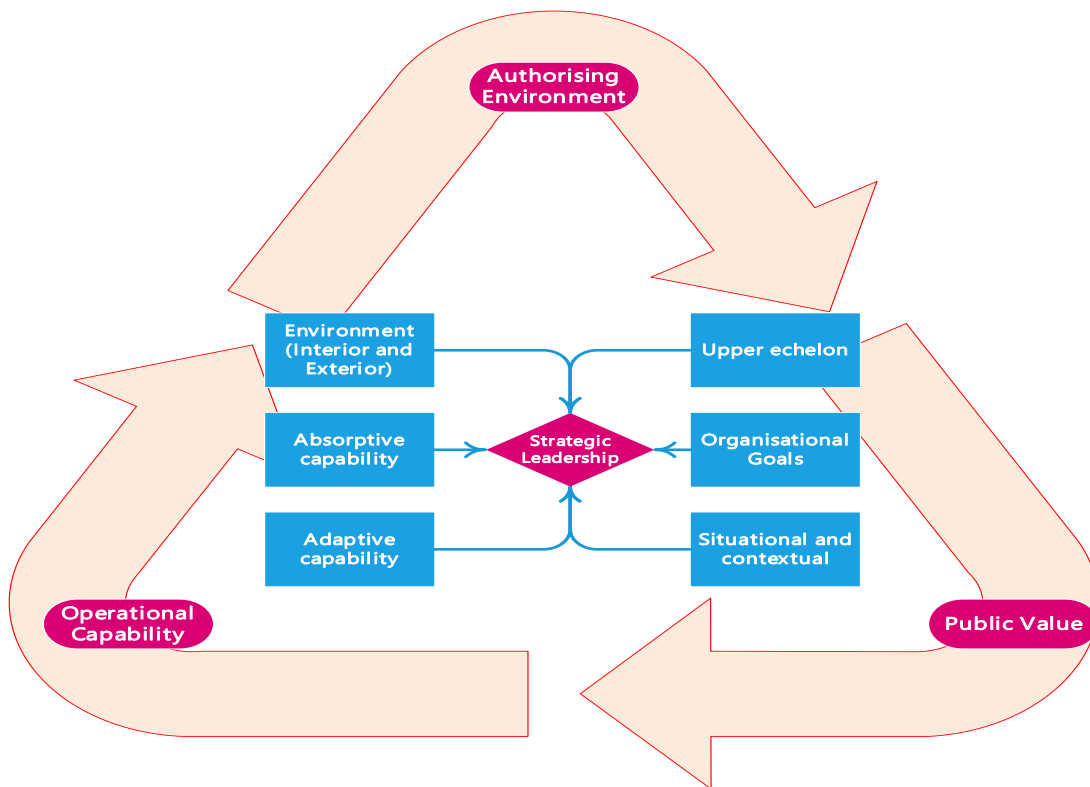 Authorising
Environment
Environment
(Interior and
Exterior)
Upper echelon
Absorptive
capability
Strategic
Leadership
Organisational
Goals
Adaptive
capability
Situational and
contextual
Operational
Capability
Public Value